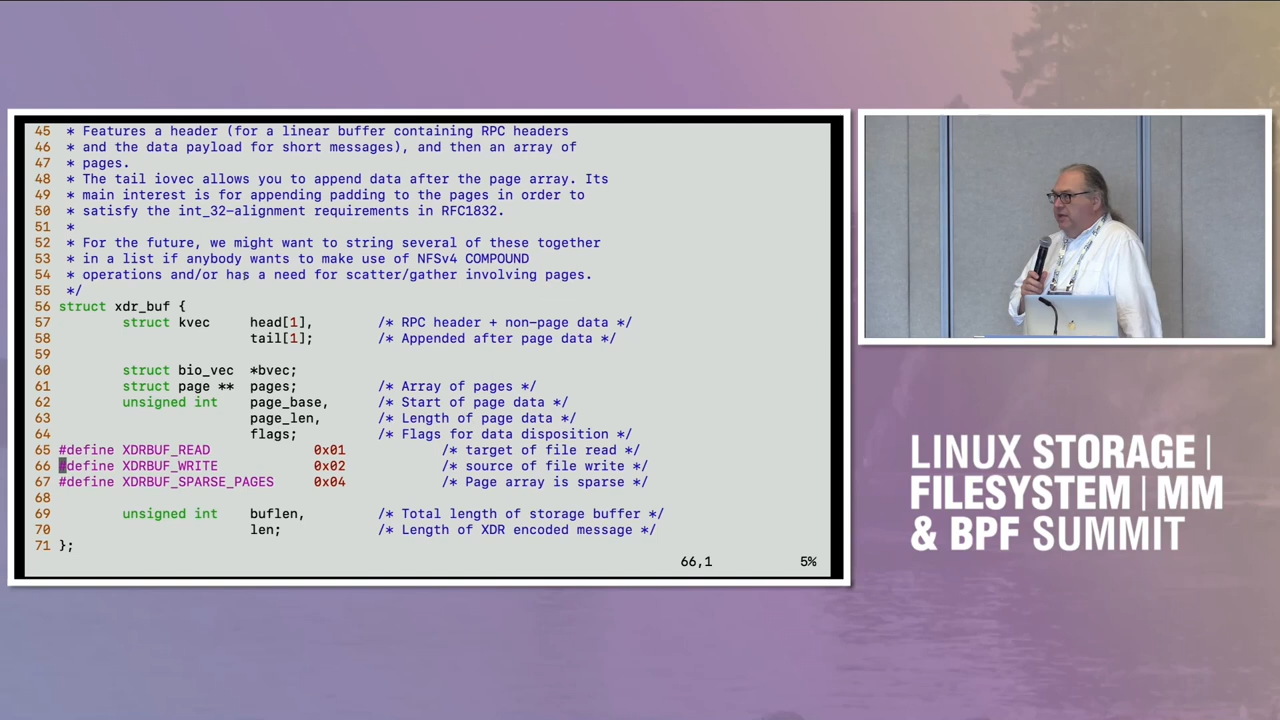 45  * Features a header (for a linear buffer containing RPC headers
46  * and the data payload for short messages), and then an array of
47  * pages.
48  * The tail iovec allows you to append data after the page array. Its
49  * main interest is for appending padding to the pages in order to
50  * satisfy the int_32-alignment requirements in RFC1832.
51  *
52  * For the future, we might want to string several of these together
53  * in a list if anybody wants to make use of NFSv4 COMPOUND
54  * operations and/or has a need for scatter/gather involving pages.
55  */
56 struct xdr_buf {
57         struct kvec     head[1],        /* RPC header + non-page data */
58                         tail[1];        /* Appended after page data */
59
60         struct bio_vec  *bvec;
61         struct page **  pages;          /* Array of pages */
62         unsigned int    page_base,      /* Start of page data */
63                         page_len,       /* Length of page data */
64                         flags;          /* Flags for data disposition */
65 #define XDRBUF_READ             0x01            /* target of file read */
66 #define XDRBUF_WRITE            0x02            /* source of file write */
67 #define XDRBUF_SPARSE_PAGES     0x04            /* Page array is sparse */
68
69         unsigned int    buflen,         /* Total length of storage buffer */
70                         len;            /* Length of XDR encoded message */
71 };
66,1 5%
LINUX STORAGE |
FILESYSTEM | MM
& BPF SUMMIT